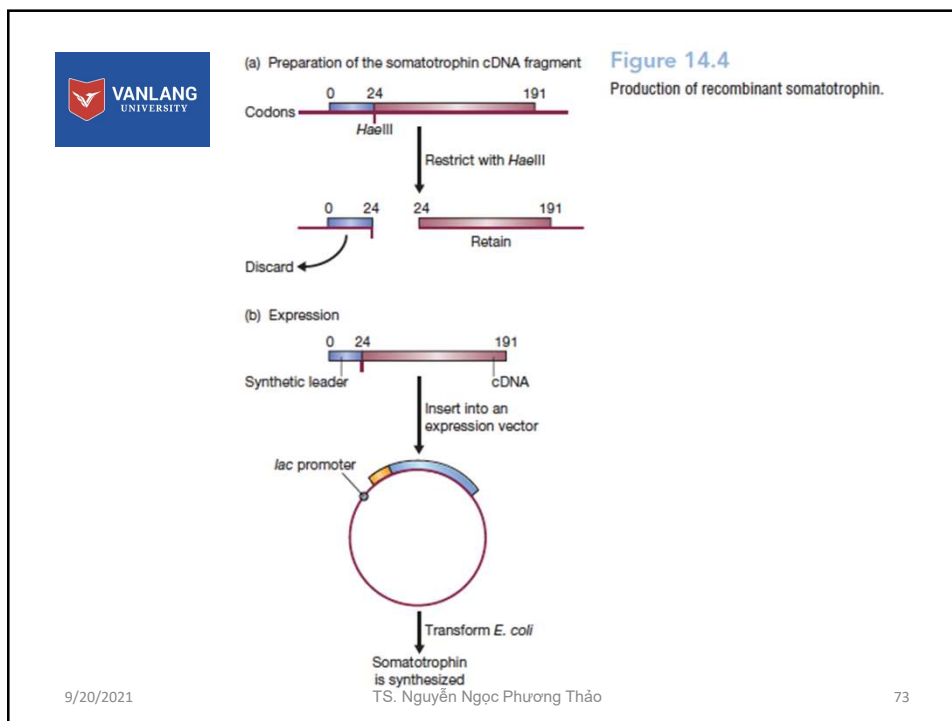 VANLANG
UNIVERSITY
(a) Preparation of the somatotrophin cDNA fragment
0 24 191
Codons
HaeIII
Restrict with HaeIII
0 24 24 191
Retain
Discard
(b) Expression
0 24 191
Synthetic leader
cDNA
Insert into an
expression vector
lac promoter
Transform E. coli
Somatotrophin
is synthesized
Figure 14.4
Production of recombinant somatotrophin.
9/20/2021
TS. Nguyễn Ngọc Phương Thảo
73